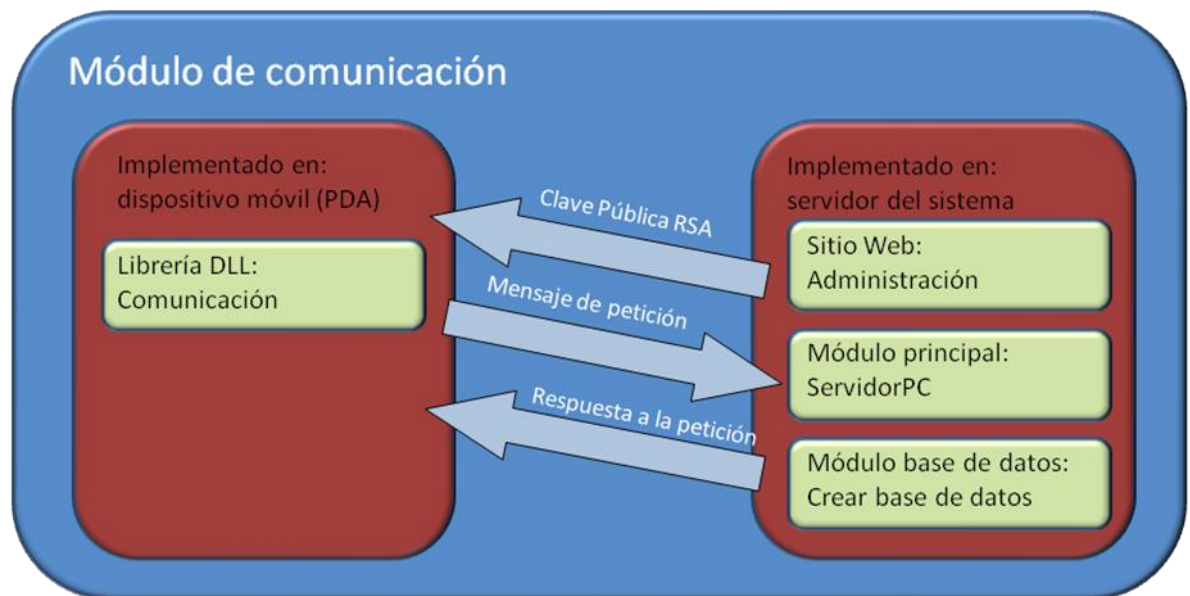 Módulo de comunicación
Implementado en:
dispositivo móvil (PDA)
Librería DLL:
Comunicación
Clave Pública RSA
Mensaje de petición
Respuesta a la petición
Implementado en:
servidor del sistema
Sitio Web:
Administración
Módulo principal:
ServidorPC
Módulo base de datos:
Crear base de datos